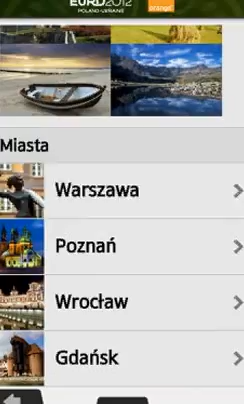 EURO2012
POLAND-UKRAINE
orange
Miasta
Warszawa
Poznań
Wrocław
Gdańsk